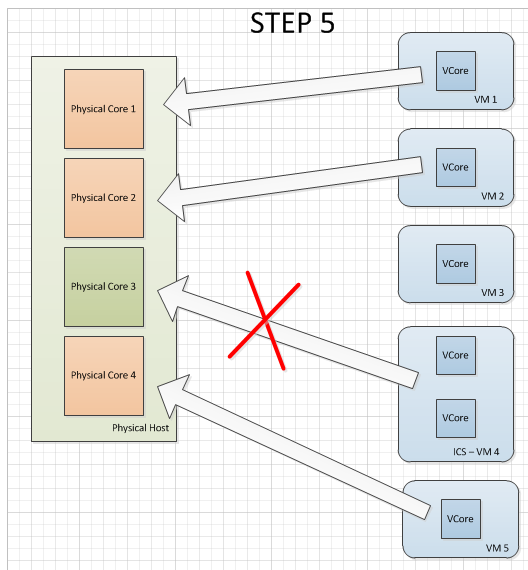 STEP 5
Physical Core 1
Physical Core 2
Physical Core 3
Physical Core 4
Physical Host
VCore
VM 1
VCore
VM 2
VCore
VM 3
VCore
VCore
ICS – VM 4
VCore
VM 5